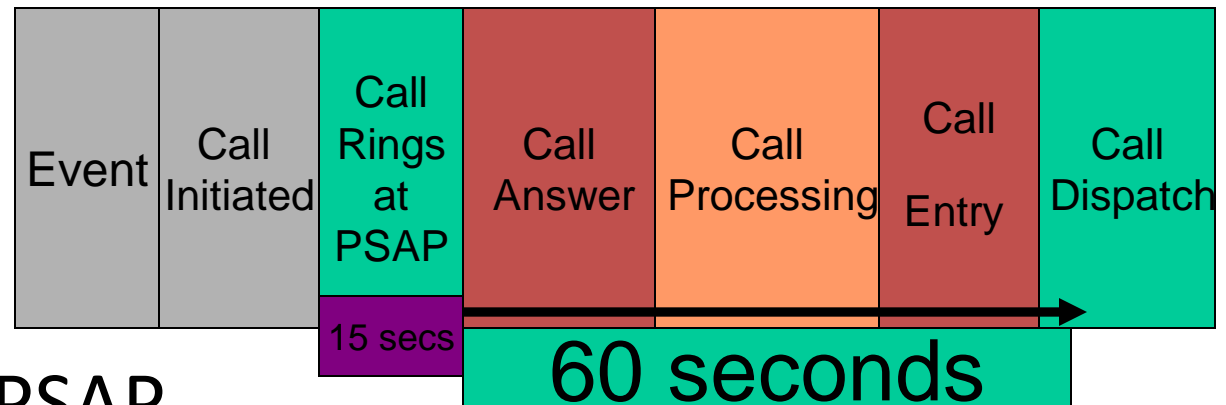 Event
Call
Initiated
Call
Rings
at
PSAP
15 secs
Call
Answer
Call
Processing
Call
Entry
Call
Dispatch
60 seconds
PSAP